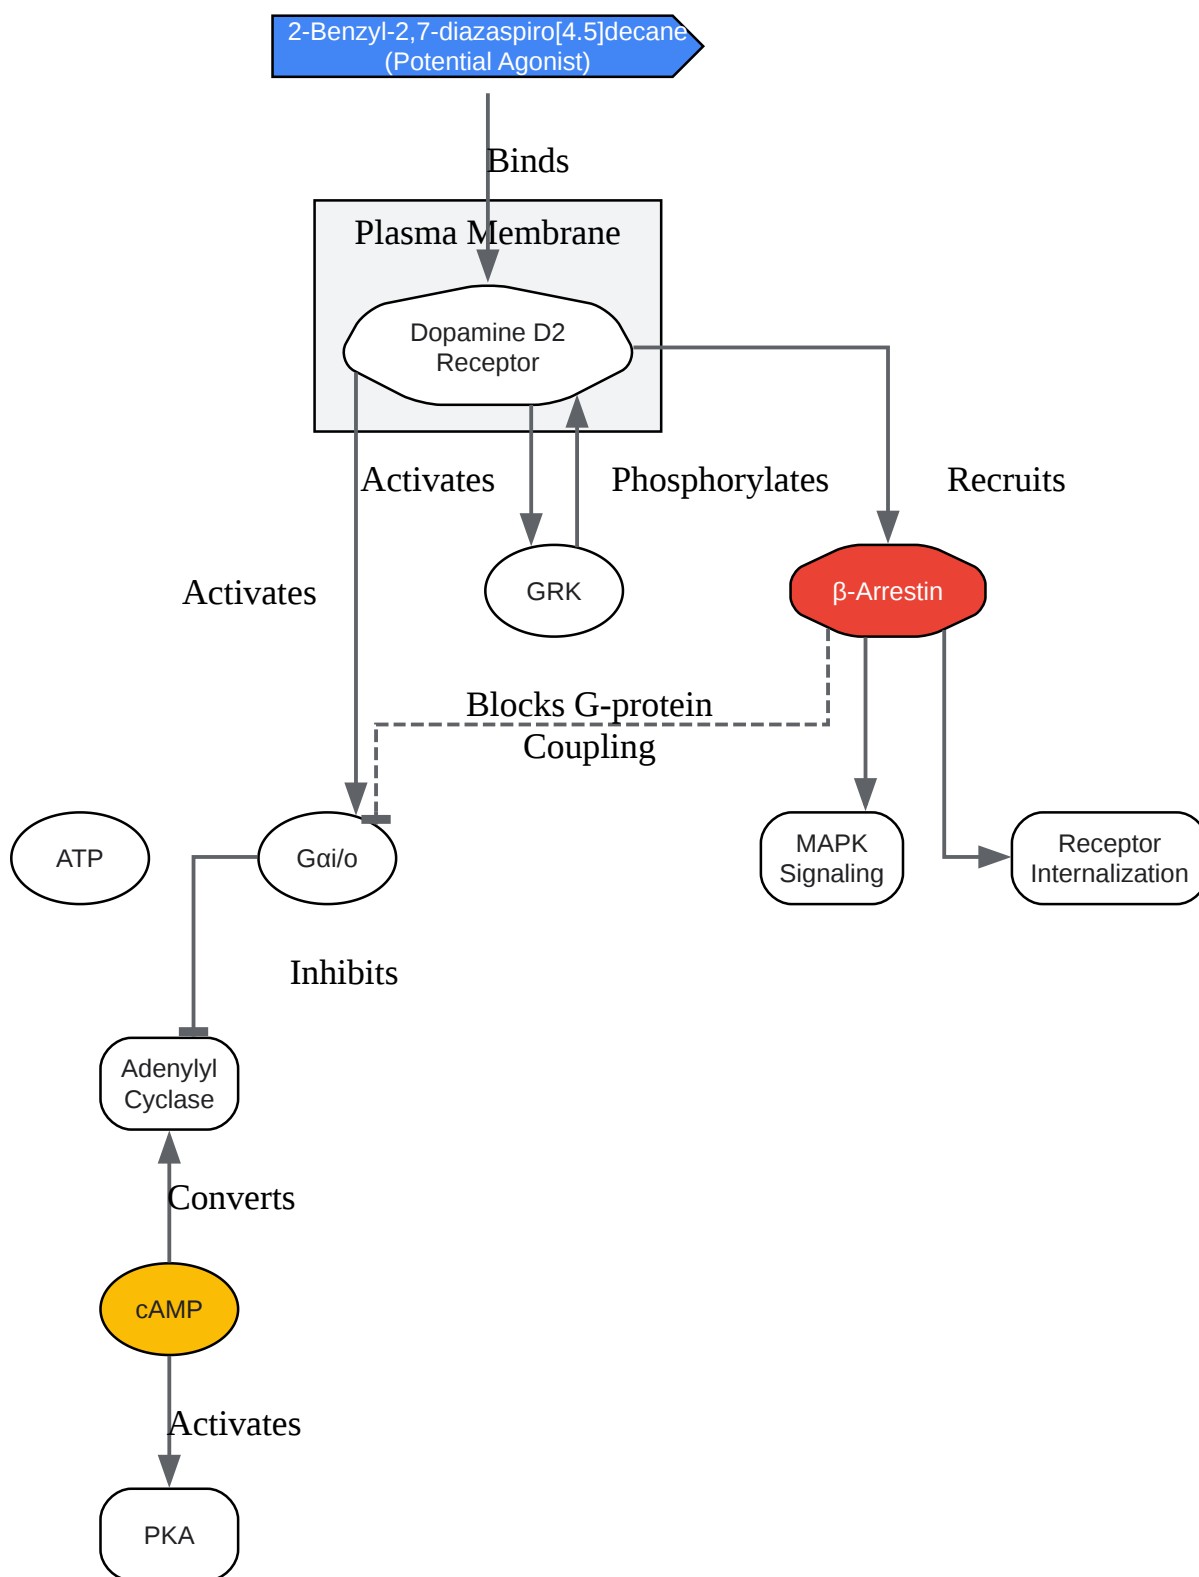 2-Benzyl-2,7-diazaspiro[4.5]decane
(Potential Agonist)
Binds
Plasma Membrane
Dopamine D2
Receptor
Activates
Phosphorylates
Recruits
Activates
GRK
β-Arrestin
Blocks G-protein
Coupling
ATP
Gαi/o
MAPK
Signaling
Receptor
Internalization
Inhibits
Adenylyl
Cyclase
Converts
cAMP
Activates
PKA